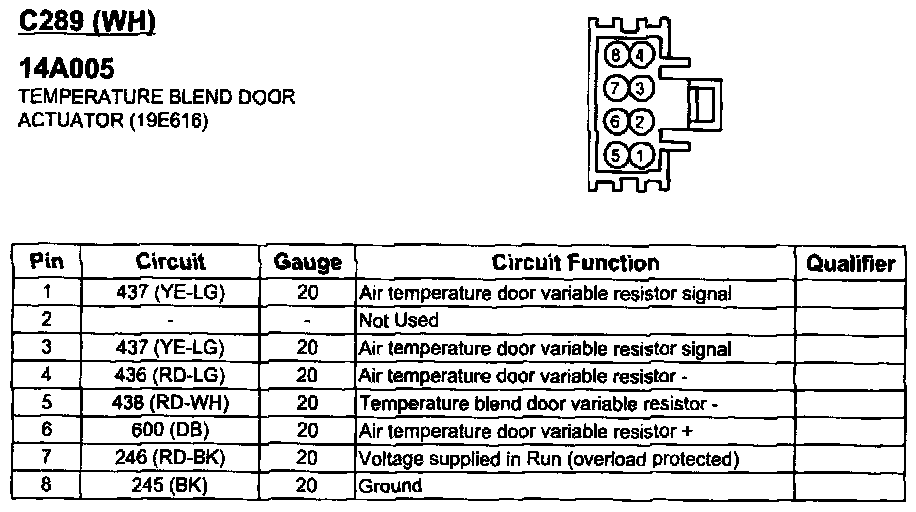 C289 (WH)
14A005
TEMPERATURE BLEND DOOR
ACTUATOR (19E616)
8 4
7 3
6 2
5 1
Pin Circuit Gauge Circuit Function Qualifier
1 437 (YE-LG) 20 Air temperature door variable resistor signal
2 - - Not Used
3 437 (YE-LG) 20 Air temperature door variable resistor signal
4 436 (RD-LG) 20 Air temperature door variable resistor -
5 438 (RD-WH) 20 Temperature blend door variable resistor -
6 600 (DB) 20 Air temperature door variable resistor +
7 246 (RD-BK) 20 Voltage supplied in Run (overload protected)
8 245 (BK) 20 Ground